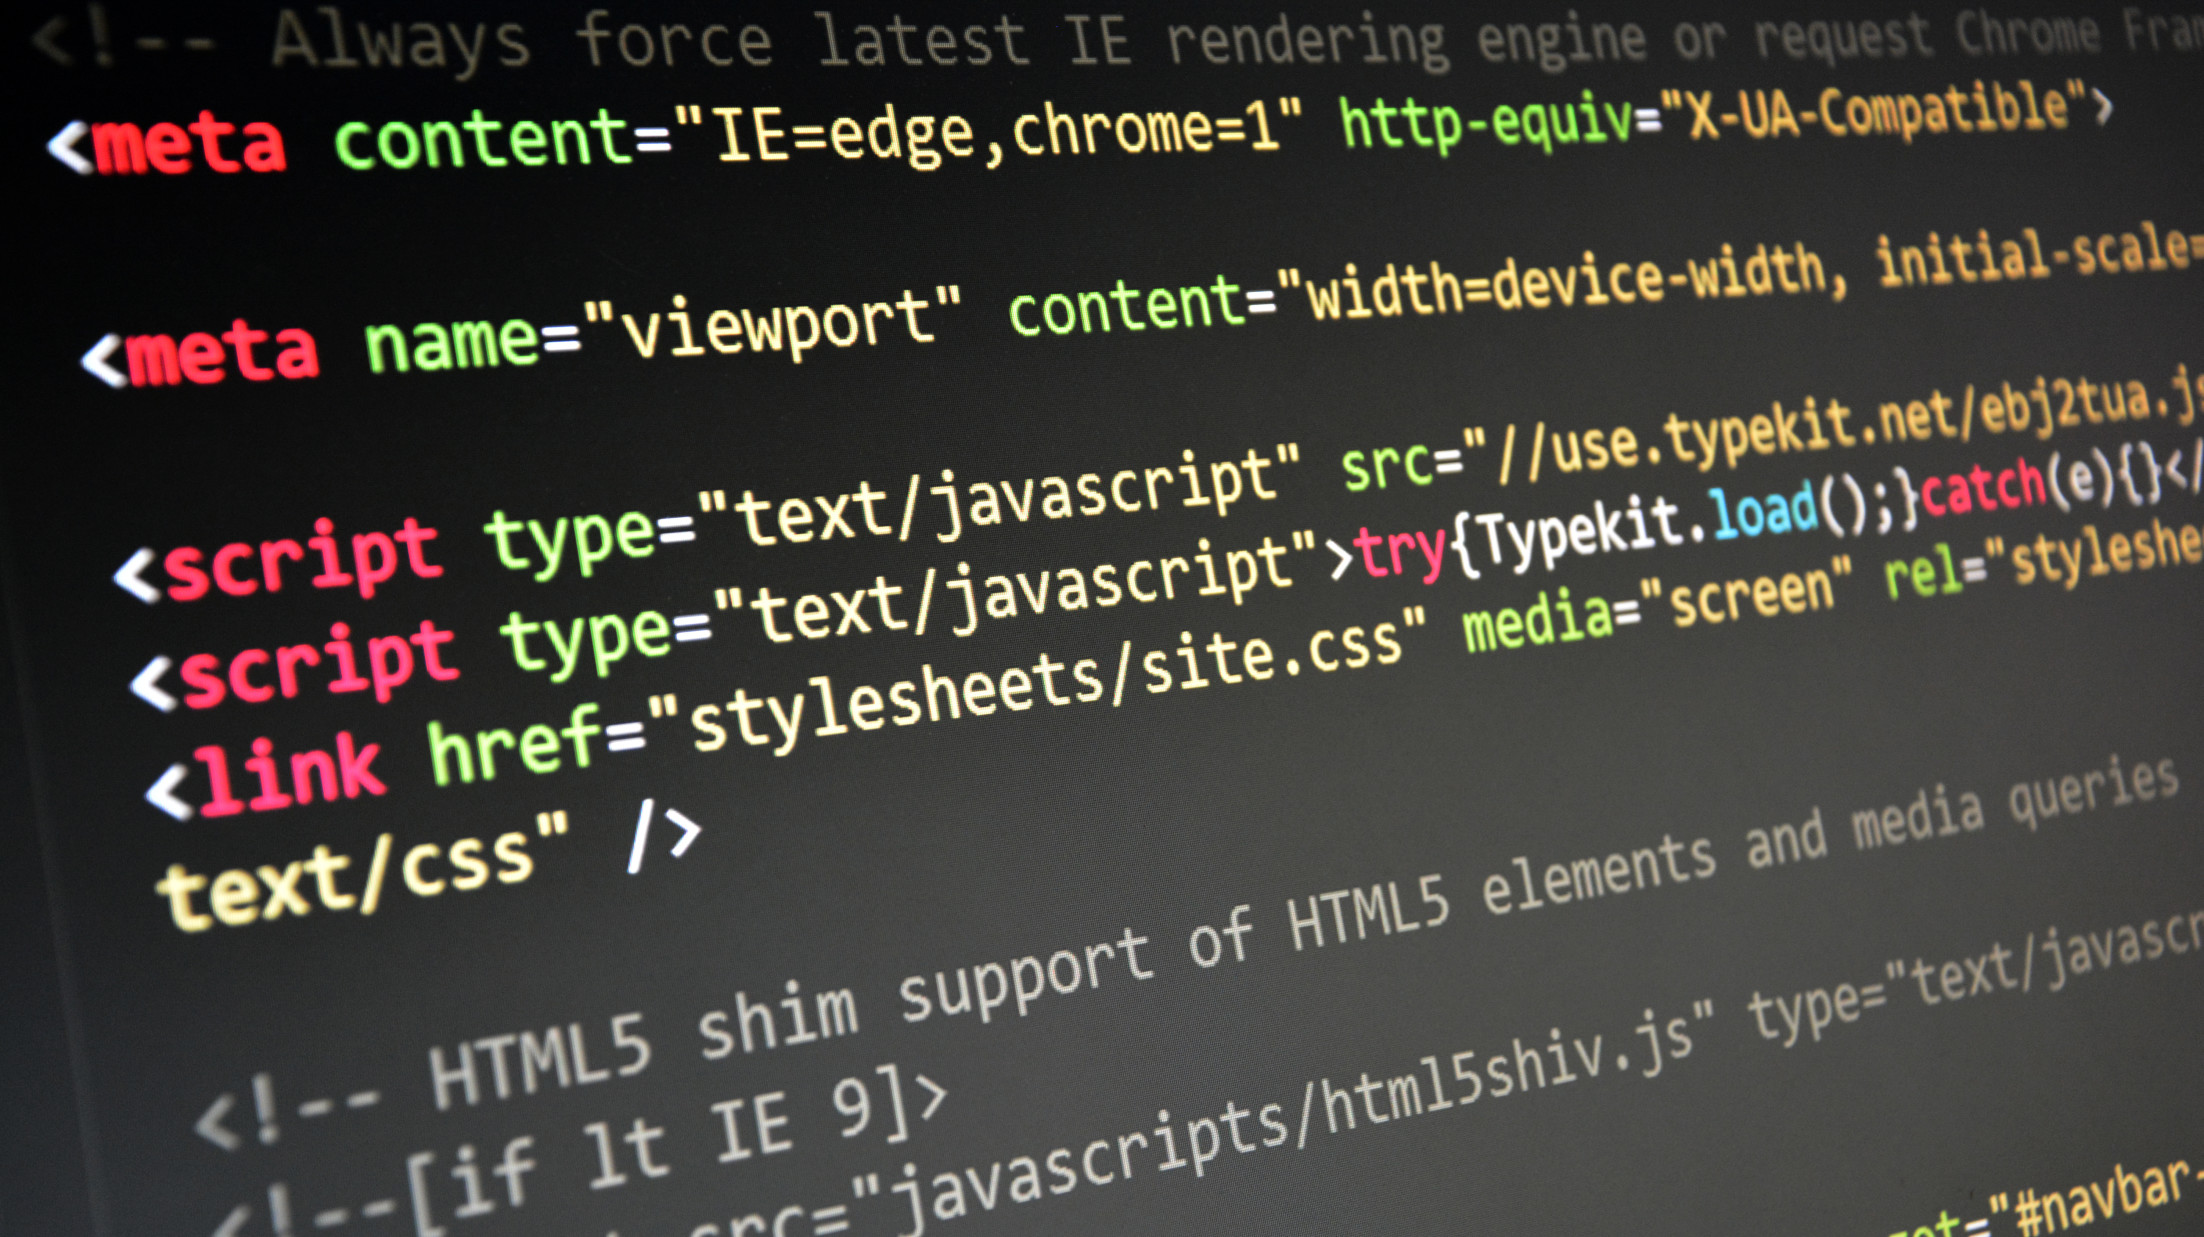 <!-- Always force latest IE rendering engine or request Chrome Fram
<meta content="IE=edge,chrome=1" http-equiv="X-UA-Compatible">
<meta name="viewport" content="width=device-width, initial-scale=
<script type="text/javascript" src="//use.typekit.net/ebj2tua.js
<script type="text/javascript">try{Typekit.load();}catch(e){}</
<link href="stylesheets/site.css" media="screen" rel="styleshe
text/css" />
<!-- HTML5 shim support of HTML5 elements and media queries
<!--[if lt IE 9]>
src="javascripts/html5shiv.js" type="text/javascr
="#navbar-